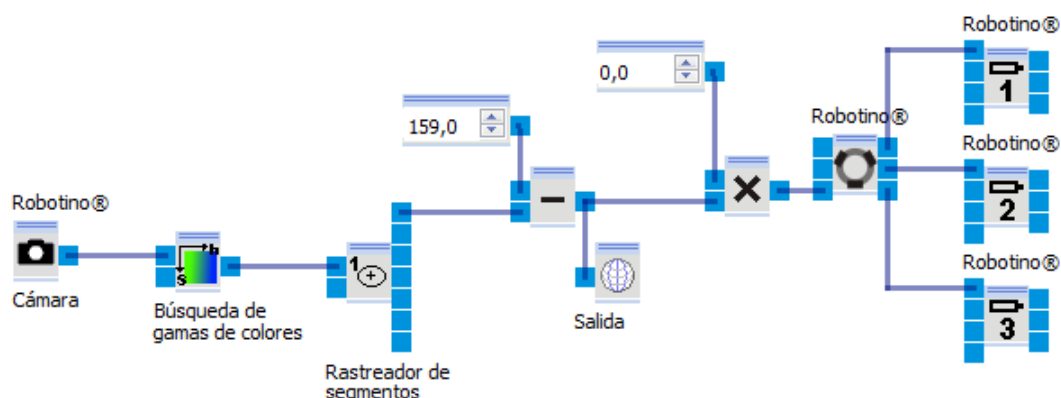 Robotino®
Cámara
Búsqueda de
gamas de colores
h
s
1
Rastreador de
segmentos
159,0
Salida
0,0
Robotino®
Robotino®
1
Robotino®
2
Robotino®
3